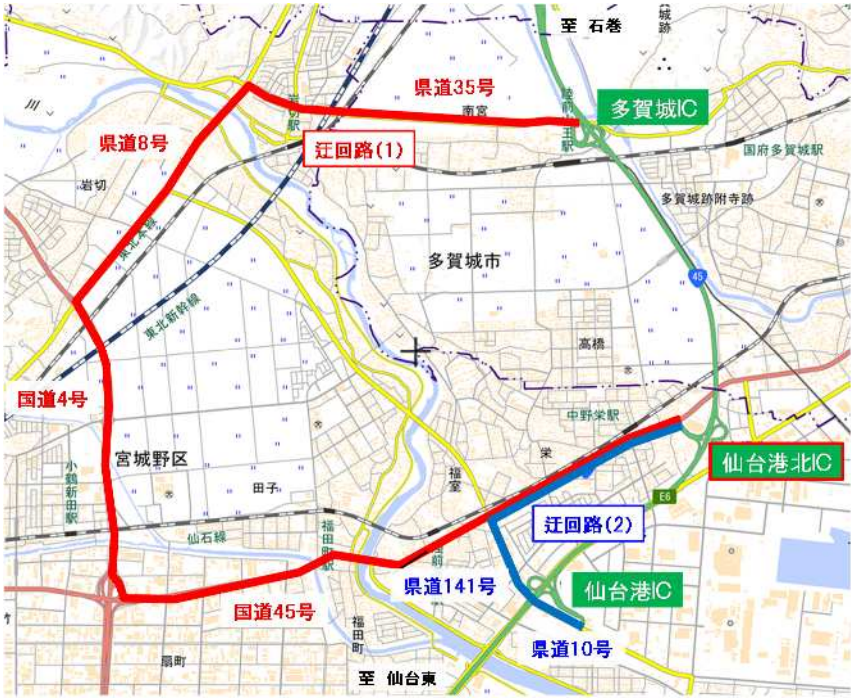 至 石巻
城跡
県道35号
南宮
多賀城IC
川
岩切駅
県道8号
迂回路(1)
国府多賀城駅
岩切
多賀城跡附寺跡
東北本線
多賀城市
45
東北新幹線
高橋
国道4号
中野栄駅
宮城野区
栄
仙台港北IC
小鶴新田駅
田子
福室
E6
迂回路(2)
仙石線
福田町駅
県道141号
仙台港IC
国道45号
福田町
県道10号
扇町
至 仙台東